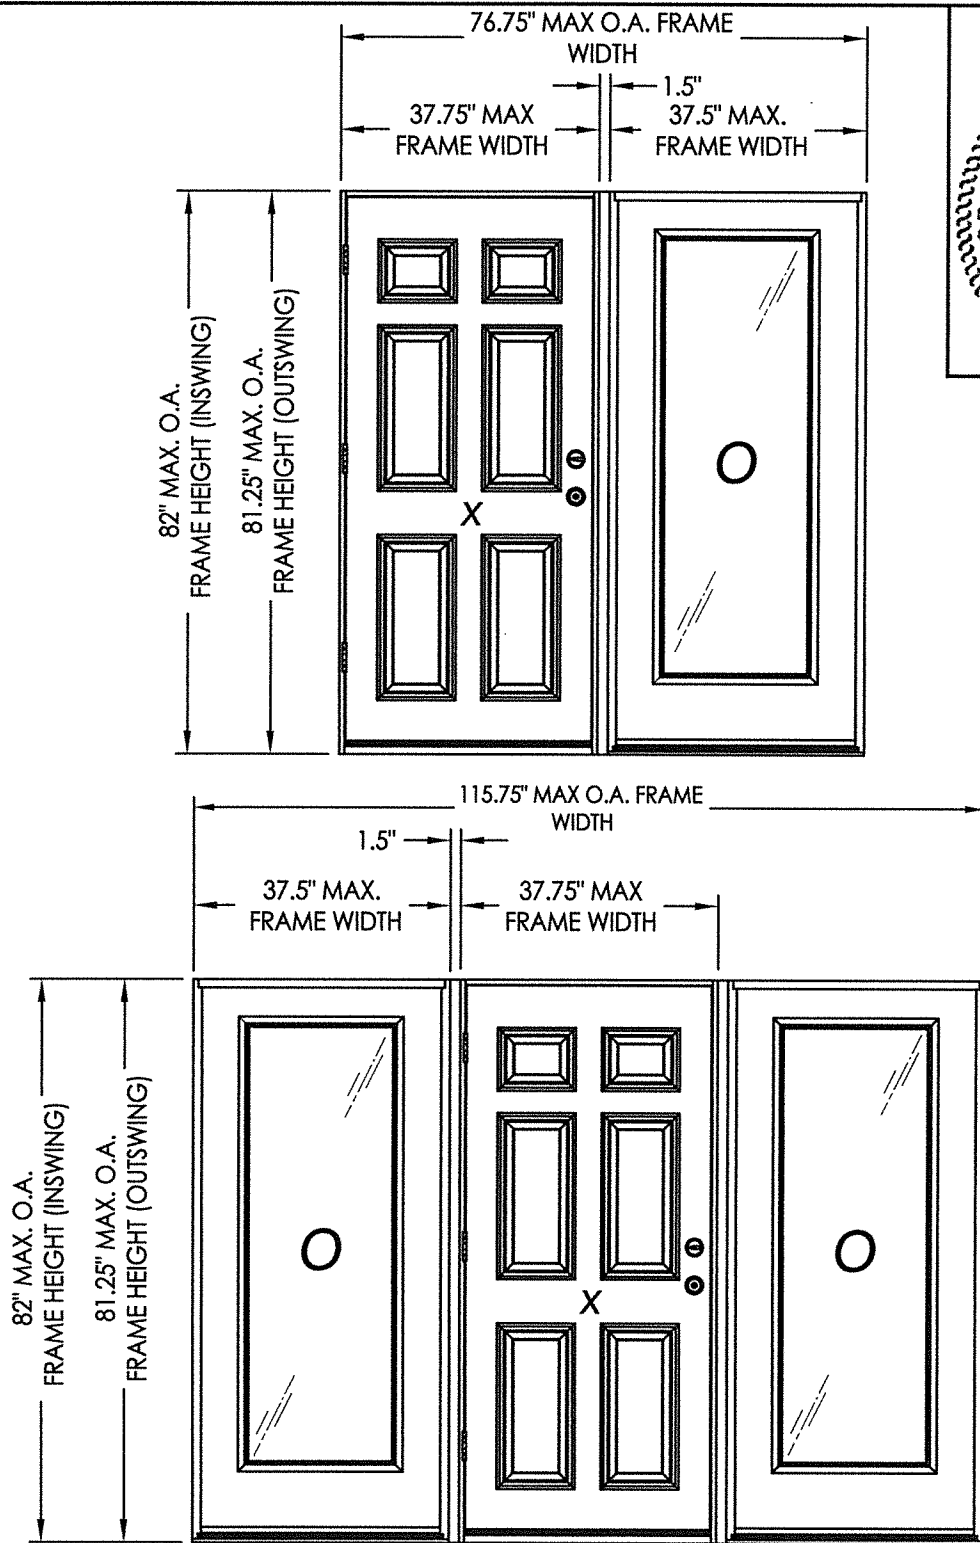 76.75" MAX O.A. FRAME
WIDTH
1.5"
37.75" MAX
FRAME WIDTH
37.5" MAX.
FRAME WIDTH
82" MAX. O.A.
FRAME HEIGHT (INSWING)
81.25" MAX. O.A.
FRAME HEIGHT (OUTSWING)
X
O
115.75" MAX O.A. FRAME
WIDTH
1.5"
37.5" MAX.
FRAME WIDTH
37.75" MAX
FRAME WIDTH
82" MAX. O.A.
FRAME HEIGHT (INSWING)
81.25" MAX. O.A.
FRAME HEIGHT (OUTSWING)
O
X
O